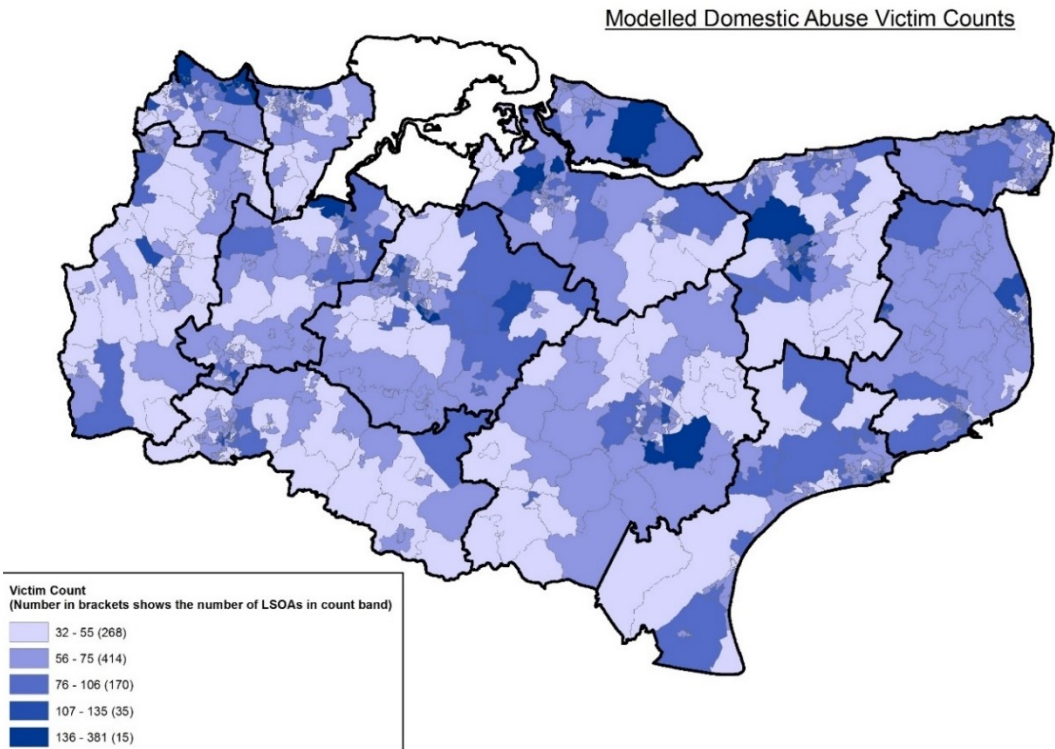 Modelled Domestic Abuse Victim Counts
Victim Count
(Number in brackets shows the number of LSOAs in count band)
32 - 55 (268)
56 - 75 (414)
76 - 106 (170)
107 - 135 (35)
136 - 381 (15)